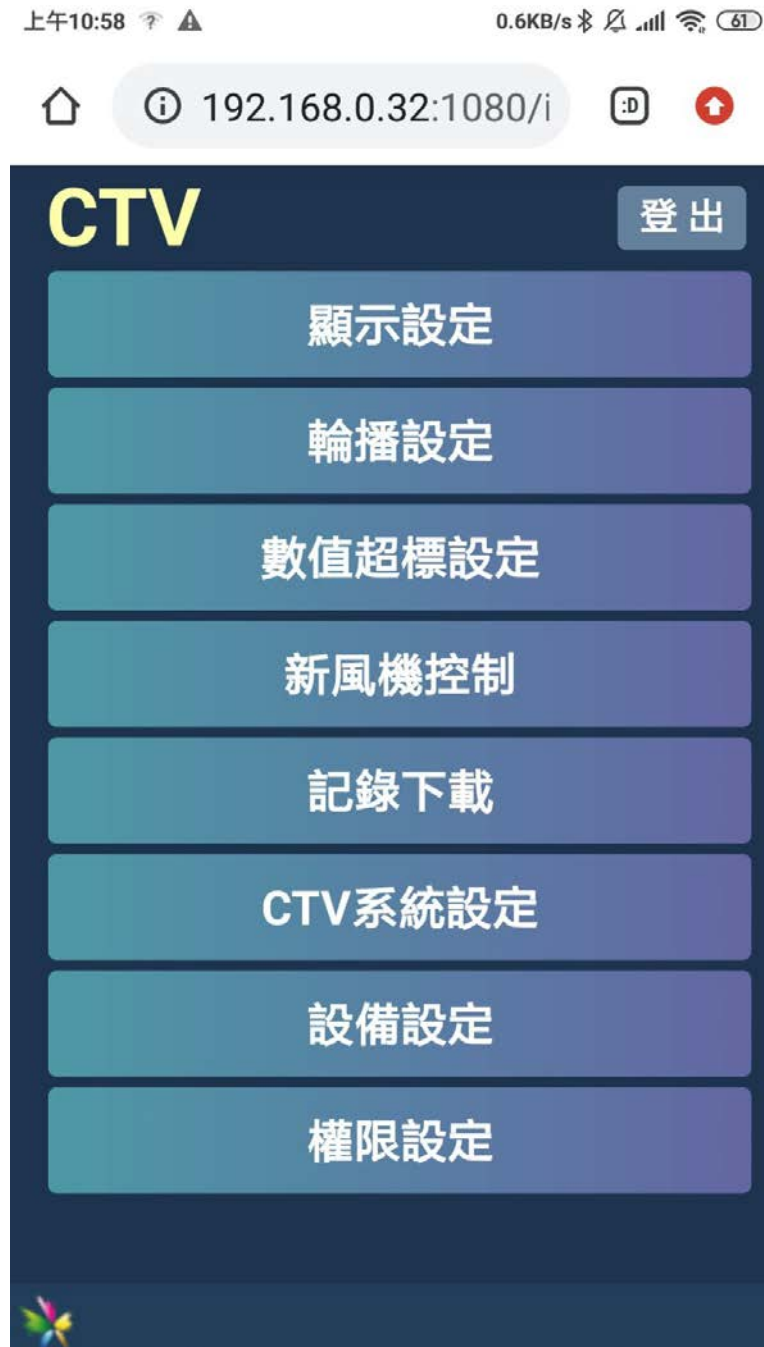 上午10:58
0.6KB/s
61
192.168.0.32:1080/i
:D
CTV
登出
顯示設定
輪播設定
數值超標設定
新風機控制
記錄下載
CTV系統設定
設備設定
權限設定